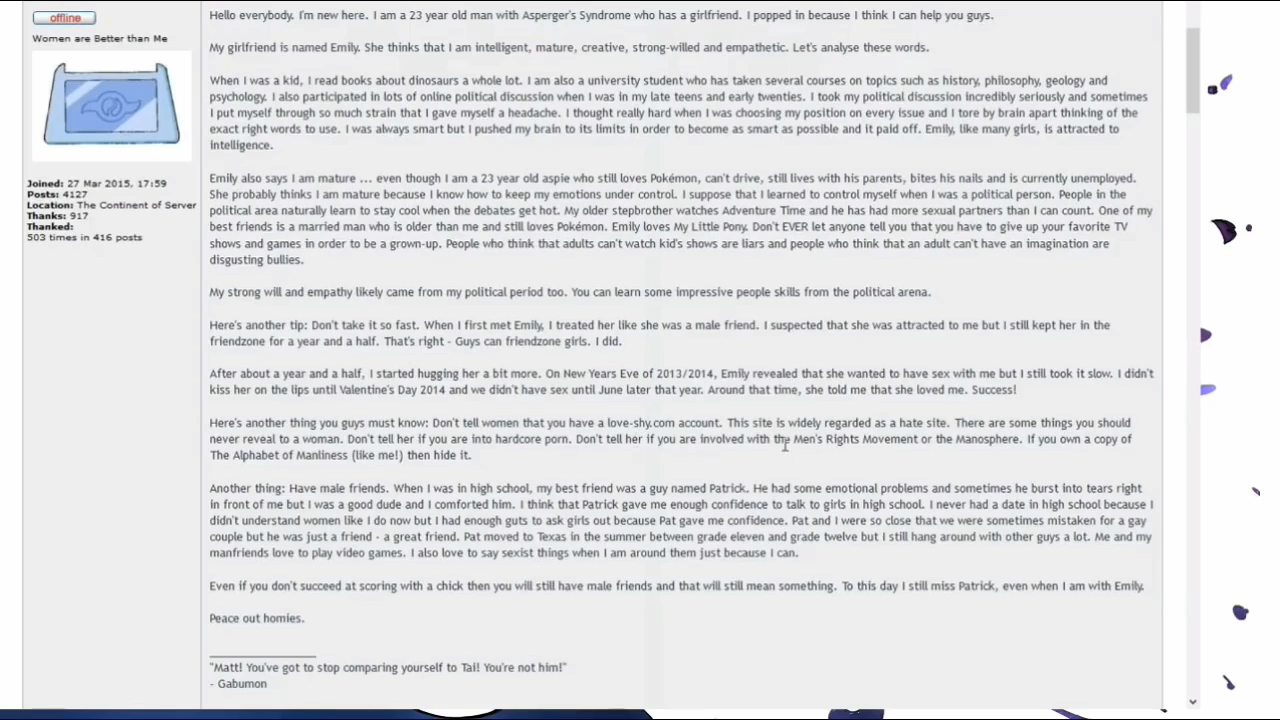 offline
Women are Better than Me
Joined: 27 Mar 2015, 17:59
Posts: 4127
Location: The Continent of Server
Thanks: 917
Thanked:
503 times in 416 posts
Hello everybody. I'm new here. I am a 23 year old man with Asperger's Syndrome who has a girlfriend. I popped in because I think I can help you guys.
My girlfriend is named Emily. She thinks that I am intelligent, mature, creative, strong-willed and empathetic. Let's analyse these words.
When I was a kid, I read books about dinosaurs a whole lot. I am also a university student who has taken several courses on topics such as history, philosophy, geology and
psychology. I also participated in lots of online political discussion when I was in my late teens and early twenties. I took my political discussion incredibly seriously and sometimes
I put myself through so much strain that I gave myself a headache. I thought really hard when I was choosing my position on every issue and I tore by brain apart thinking of the
exact right words to use. I was always smart but I pushed my brain to its limits in order to become as smart as possible and it paid off. Emily, like many girls, is attracted to
intelligence.
Emily also says I am mature ... even though I am a 23 year old aspie who still loves Pokémon, can't drive, still lives with his parents, bites his nails and is currently unemployed.
She probably thinks I am mature because I know how to keep my emotions under control. I suppose that I learned to control myself when I was a political person. People in the
political area naturally learn to stay cool when the debates get hot. My older stepbrother watches Adventure Time and he has had more sexual partners than I can count. One of my
best friends is a married man who is older than me and still loves Pokémon. Emily loves My Little Pony. Don't EVER let anyone tell you that you have to give up your favorite TV
shows and games in order to be a grown-up. People who think that adults can't watch kid's shows are liars and people who think that an adult can't have an imagination are
disgusting bullies.
My strong will and empathy likely came from my political period too. You can learn some impressive people skills from the political arena.
Here's another tip: Don't take it so fast. When I first met Emily, I treated her like she was a male friend. I suspected that she was attracted to me but I still kept her in the
friendzone for a year and a half. That's right - Guys can friendzone girls. I did.
After about a year and a half, I started hugging her a bit more. On New Years Eve of 2013/2014, Emily revealed that she wanted to have sex with me but I still took it slow. I didn't
kiss her on the lips until Valentine's Day 2014 and we didn't have sex until June later that year. Around that time, she told me that she loved me. Success!
Here's another thing you guys must know: Don't tell women that you have a love-shy.com account. This site is widely regarded as a hate site. There are some things you should
never reveal to a woman. Don't tell her if you are into hardcore porn. Don't tell her if you are involved with the Men's Rights Movement or the Manosphere. If you own a copy of
The Alphabet of Manliness (like me!) then hide it.
Another thing: Have male friends. When I was in high school, my best friend was a guy named Patrick. He had some emotional problems and sometimes he burst into tears right
in front of me but I was a good dude and I comforted him. I think that Patrick gave me enough confidence to talk to girls in high school. I never had a date in high school because I
didn't understand women like I do now but I had enough guts to ask girls out because Pat gave me confidence. Pat and I were so close that we were sometimes mistaken for a gay
couple but he was just a friend - a great friend. Pat moved to Texas in the summer between grade eleven and grade twelve but I still hang around with other guys a lot. Me and my
manfriends love to play video games. I also love to say sexist things when I am around them just because I can.
Even if you don't succeed at scoring with a chick then you will still have male friends and that will still mean something. To this day I still miss Patrick, even when I am with Emily.
Peace out homies.
"Matt! You've got to stop comparing yourself to Tai! You're not him!"
- Gabumon